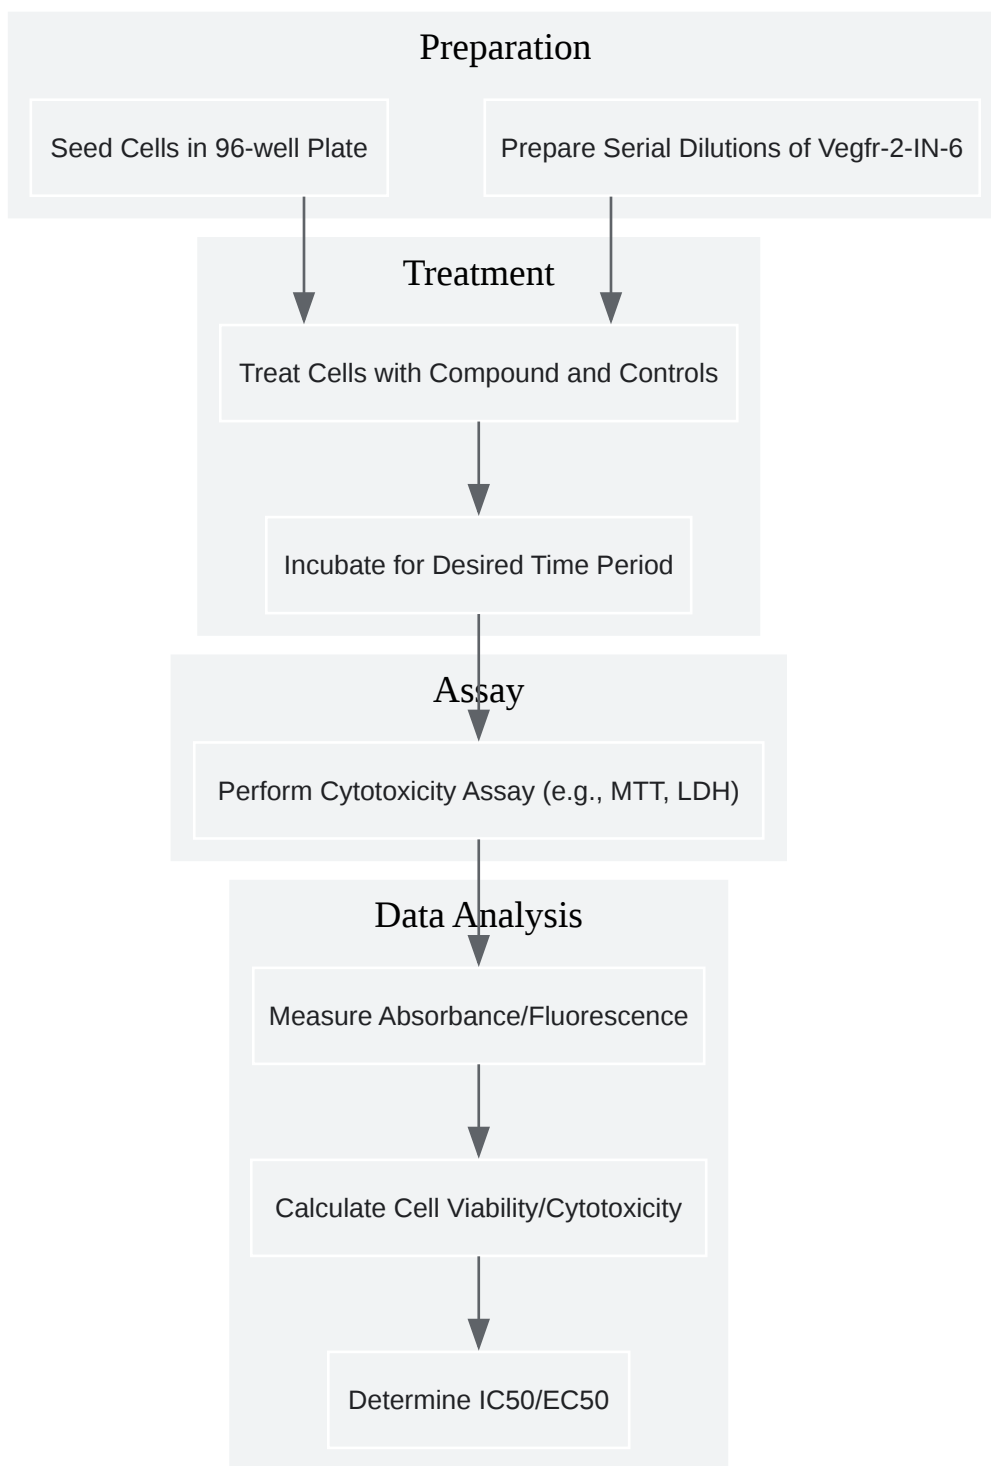 Preparation
Seed Cells in 96-well Plate
Prepare Serial Dilutions of Vegfr-2-IN-6
Treatment
Treat Cells with Compound and Controls
Incubate for Desired Time Period
Assay
Perform Cytotoxicity Assay (e.g., MTT, LDH)
Data Analysis
Measure Absorbance/Fluorescence
Calculate Cell Viability/Cytotoxicity
Determine IC50/EC50